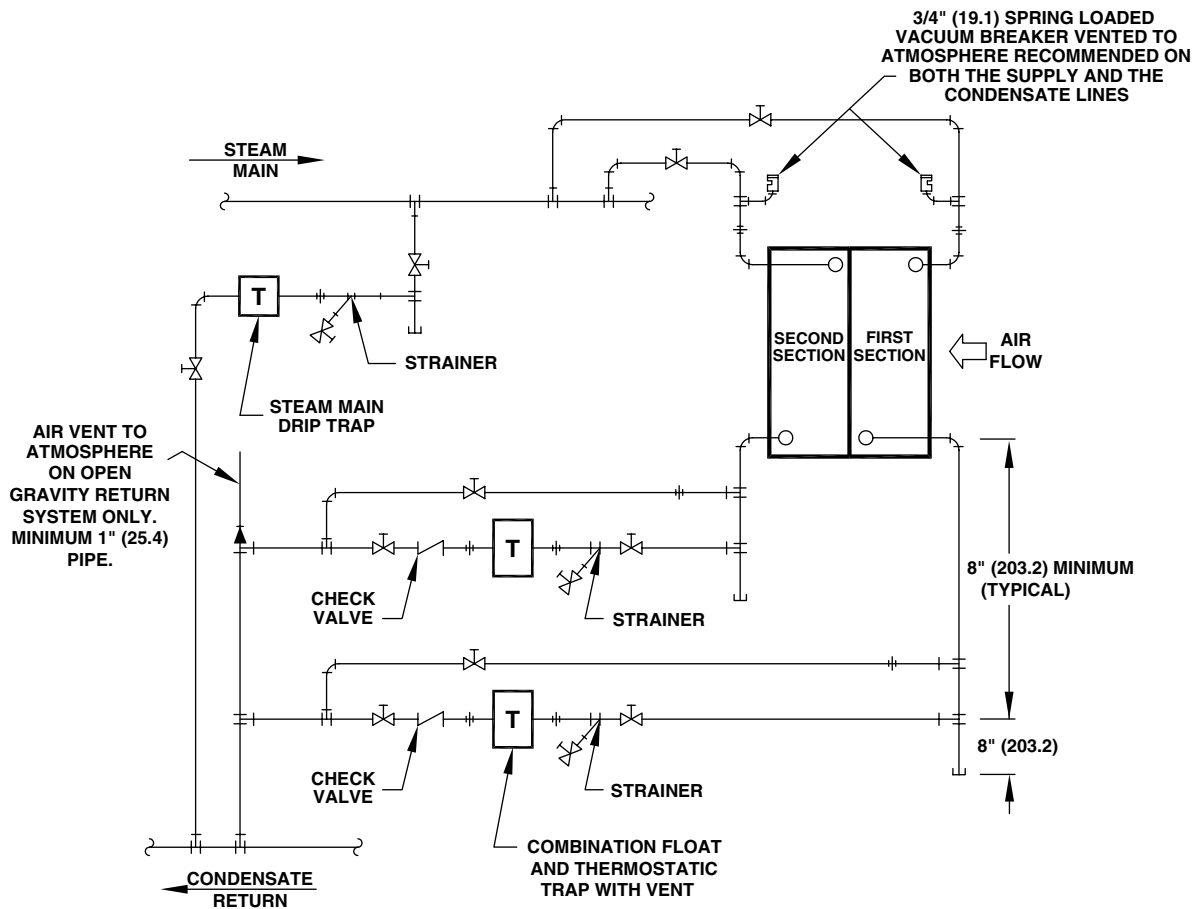 3/4" (19.1) SPRING LOADED
VACUUM BREAKER VENTED TO
ATMOSPHERE RECOMMENDED ON
BOTH THE SUPPLY AND THE
CONDENSATE LINES
STEAM
MAIN
T
STRAINER
STEAM MAIN
DRIP TRAP
SECOND
SECTION
FIRST
SECTION
AIR
FLOW
AIR VENT TO
ATMOSPHERE
ON OPEN
GRAVITY RETURN
SYSTEM ONLY.
MINIMUM 1" (25.4)
PIPE.
T
CHECK
VALVE
STRAINER
8" (203.2) MINIMUM
(TYPICAL)
T
CHECK
VALVE
STRAINER
8" (203.2)
COMBINATION FLOAT
AND THERMOSTATIC
TRAP WITH VENT
CONDENSATE
RETURN